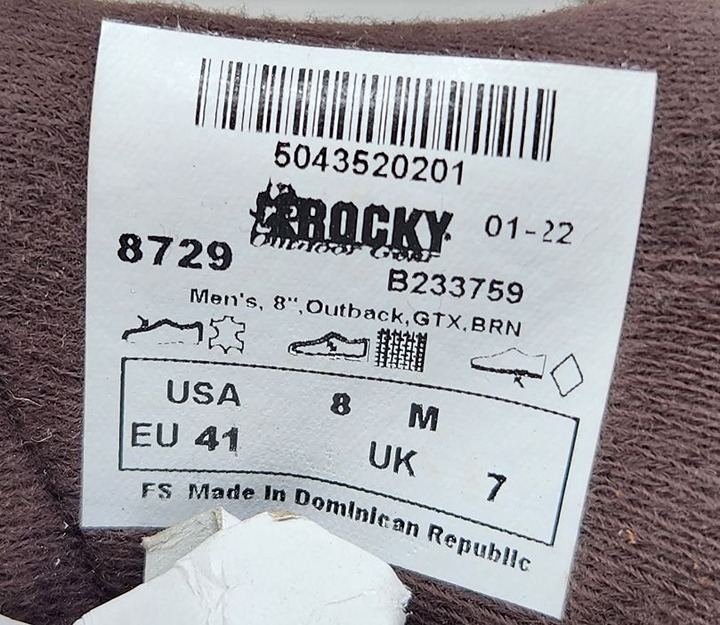 5043520201
ROCKY 01-22
Outdoor Gear
8729
B233759
Men's, 8",Outback,GTX,BRN
USA 8 M
EU 41 UK 7
FS Made In Dominican Republic